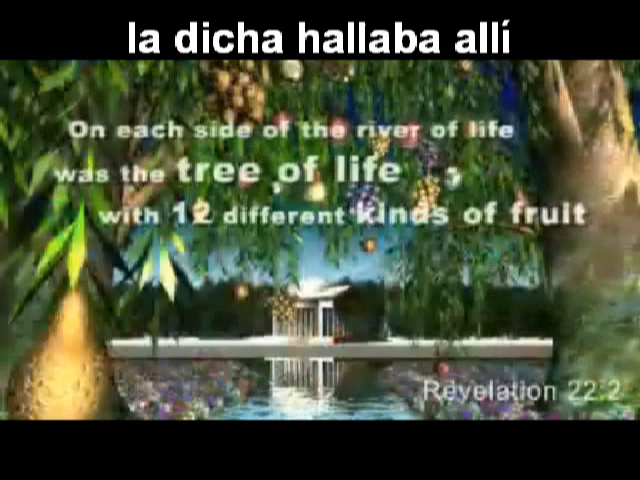 la dicha hallaba allí
On each side of the river of life
was the tree of life
with 12 different kinds of fruit
Revelation 22:2